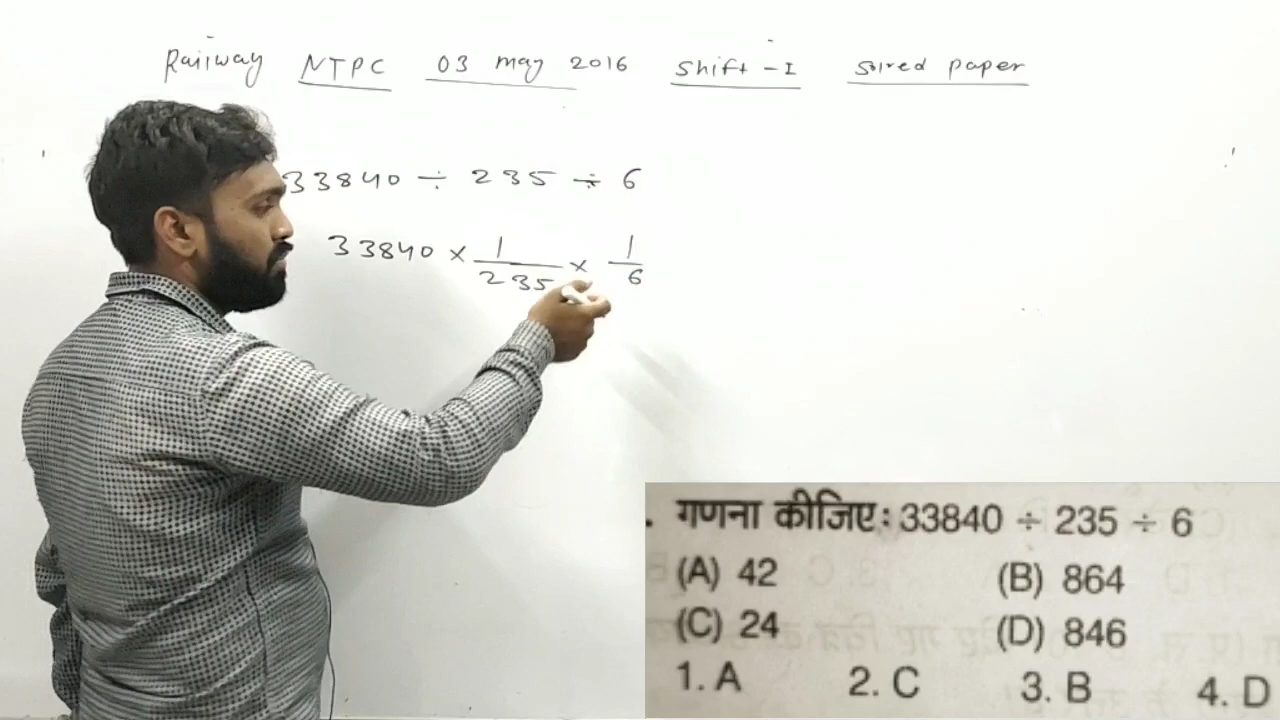 Railway NTPC 03 may 2016 Shift-I Solved paper
33840 ÷ 235 ÷ 6
33840 × 1/235 × 1/6
. गणना कीजिए: 33840 ÷ 235 ÷ 6
(A) 42 (B) 864
(C) 24 (D) 846
1. A 2. C 3. B 4. D